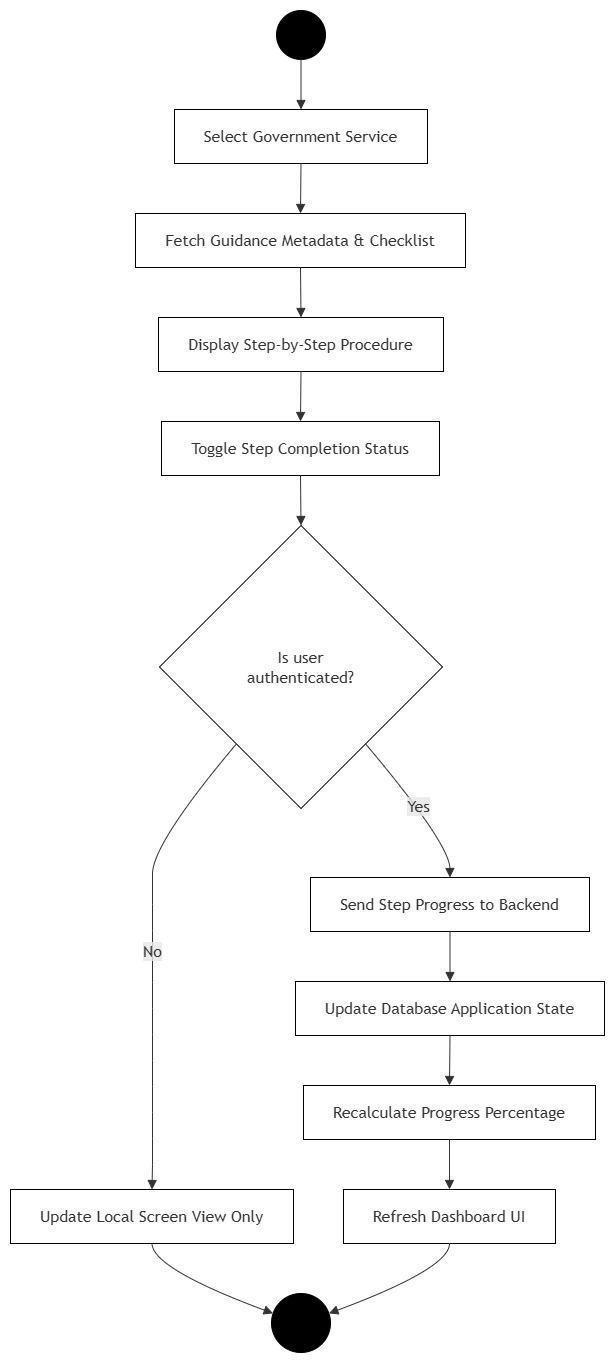 Select Government Service
Fetch Guidance Metadata & Checklist
Display Step-by-Step Procedure
Toggle Step Completion Status
Is user
authenticated?
Yes
Send Step Progress to Backend
No
Update Database Application State
Recalculate Progress Percentage
Update Local Screen View Only
Refresh Dashboard UI